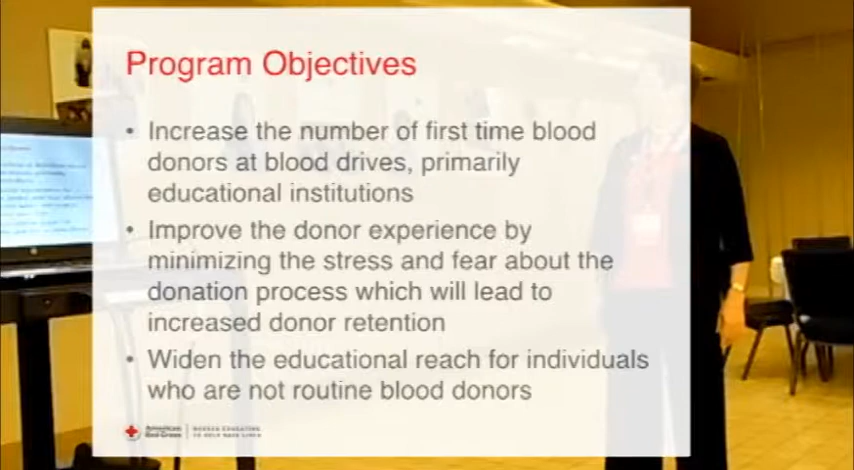 Program Objectives
• Increase the number of first time blood
donors at blood drives, primarily
educational institutions
• Improve the donor experience by
minimizing the stress and fear about the
donation process which will lead to
increased donor retention
• Widen the educational reach for individuals
who are not routine blood donors
American
Red Cross